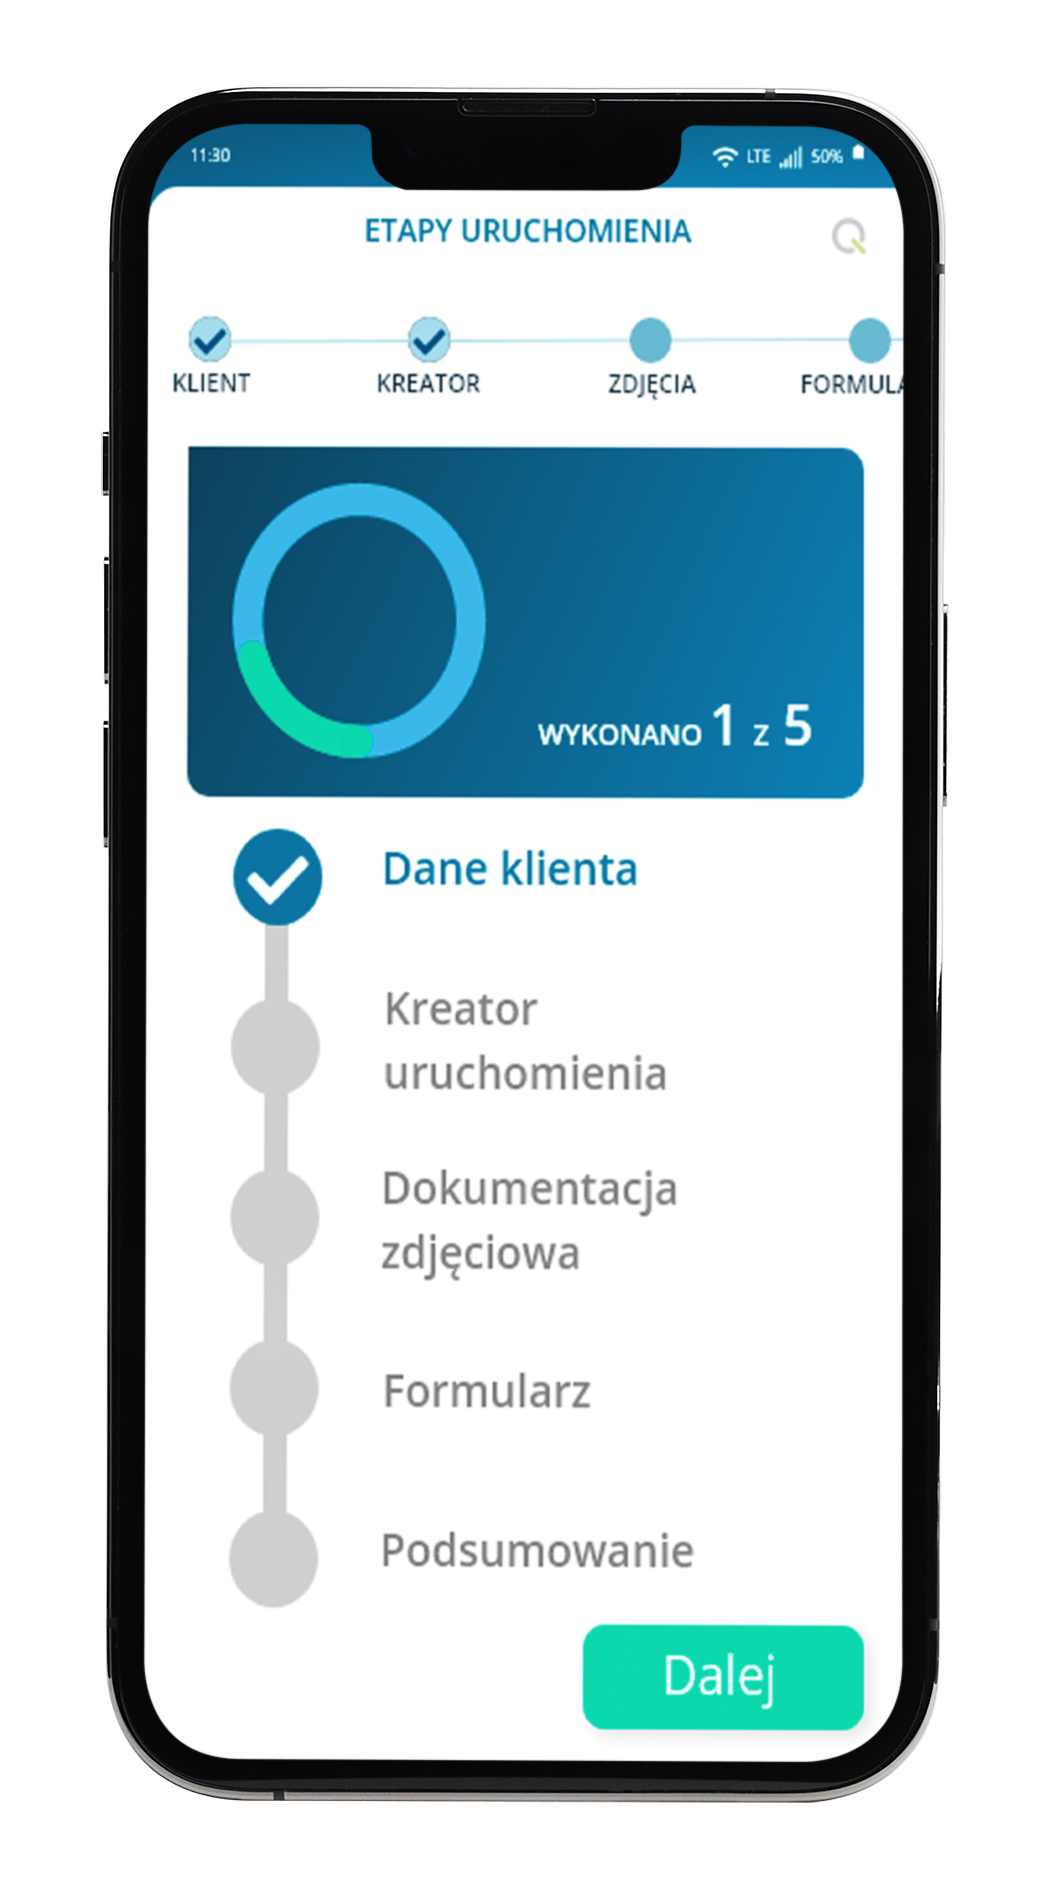 11:30
LTE 50%
ETAPY URUCHOMIENIA
KLIENT KREATOR ZDJĘCIA FORMULA
WYKONANO 1 z 5
Dane klienta
Kreator
uruchomienia
Dokumentacja
zdjęciowa
Formularz
Podsumowanie
Dalej